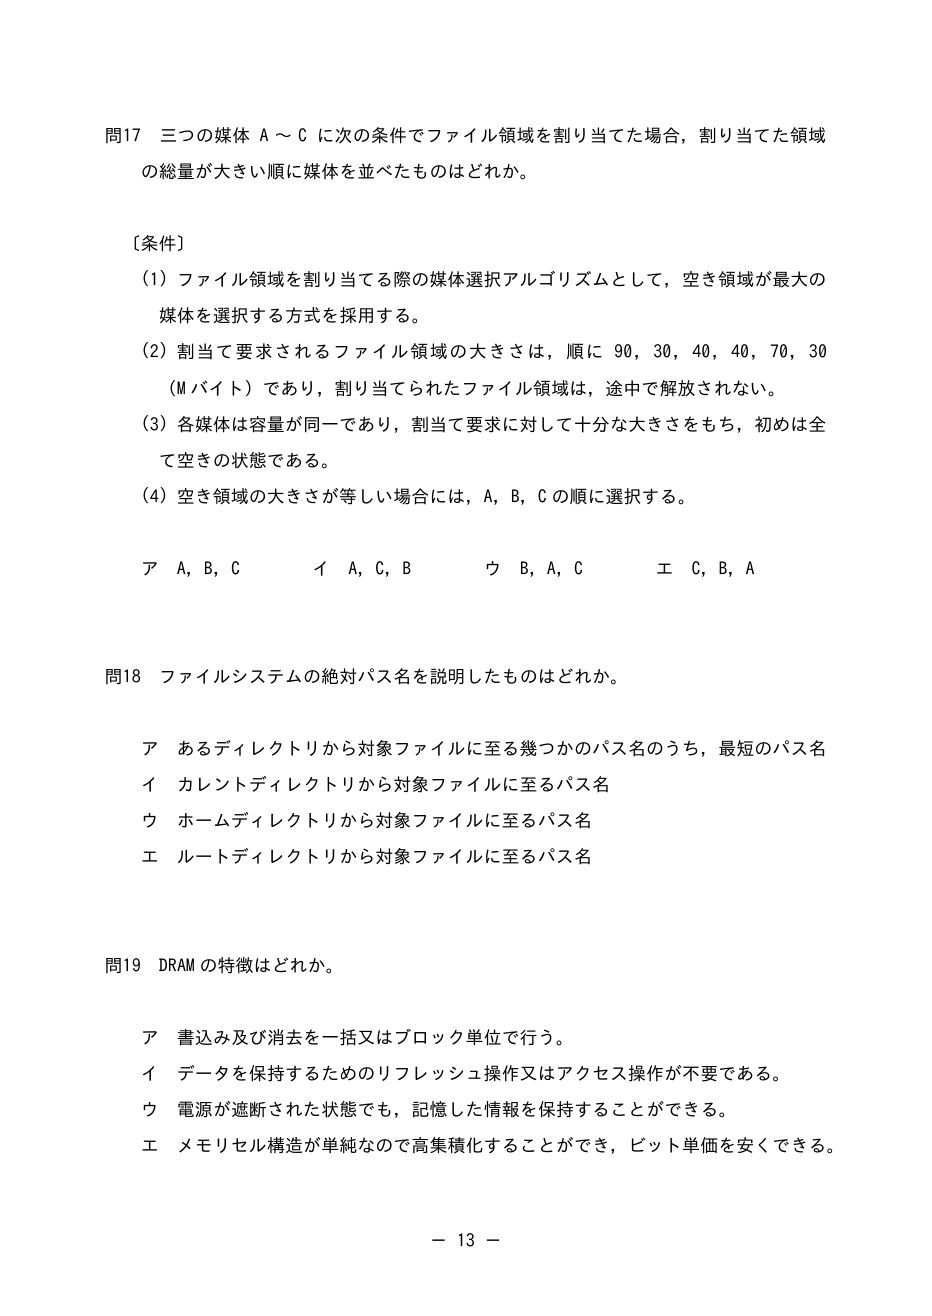 問17　三つの媒体 A ～ C に次の条件でファイル領域を割り当てた場合，割り当てた領域
の総量が大きい順に媒体を並べたものはどれか。
〔条件〕
(1) ファイル領域を割り当てる際の媒体選択アルゴリズムとして，空き領域が最大の
媒体を選択する方式を採用する。
(2) 割当て要求されるファイル領域の大きさは，順に 90，30，40，40，70，30
（M バイト）であり，割り当てられたファイル領域は，途中で解放されない。
(3) 各媒体は容量が同一であり，割当て要求に対して十分な大きさをもち，初めは全
て空きの状態である。
(4) 空き領域の大きさが等しい場合には，A，B，C の順に選択する。
ア　A，B，C　　　　イ　A，C，B　　　　ウ　B，A，C　　　　エ　C，B，A
問18　ファイルシステムの絶対パス名を説明したものはどれか。
ア　あるディレクトリから対象ファイルに至る幾つかのパス名のうち，最短のパス名
イ　カレントディレクトリから対象ファイルに至るパス名
ウ　ホームディレクトリから対象ファイルに至るパス名
エ　ルートディレクトリから対象ファイルに至るパス名
問19　DRAM の特徴はどれか。
ア　書込み及び消去を一括又はブロック単位で行う。
イ　データを保持するためのリフレッシュ操作又はアクセス操作が不要である。
ウ　電源が遮断された状態でも，記憶した情報を保持することができる。
エ　メモリセル構造が単純なので高集積化することができ，ビット単価を安くできる。
－ 13 －